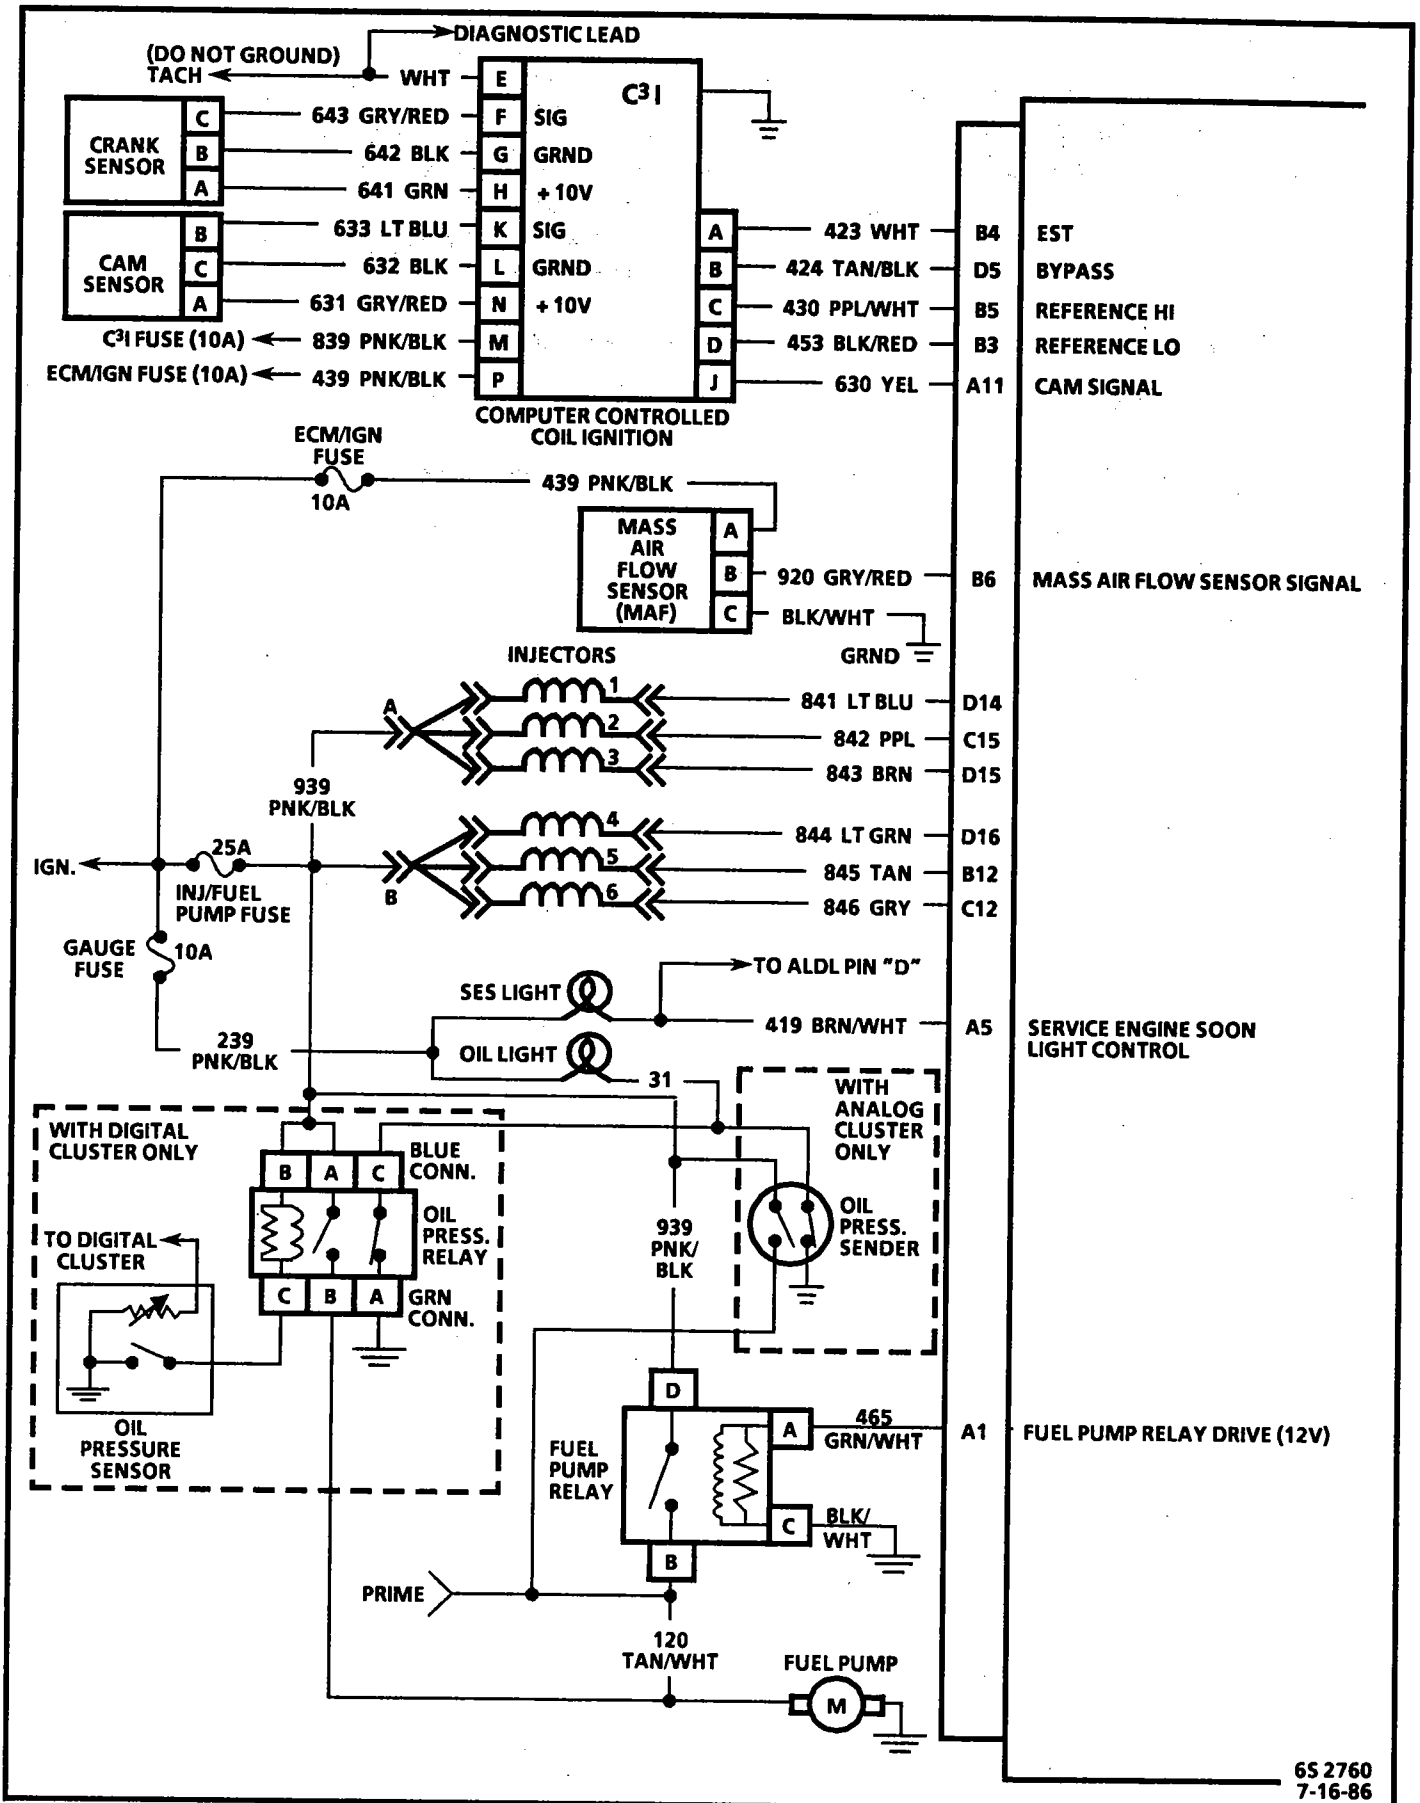 DIAGNOSTIC LEAD
(DO NOT GROUND)
TACH
WHT
E
C³I
643 GRY/RED
F
SIG
642 BLK
G
GRND
641 GRN
H
+10V
CRANK
SENSOR
C
B
A
633 LT BLU
K
SIG
632 BLK
L
GRND
631 GRY/RED
N
+10V
CAM
SENSOR
B
C
A
C³I FUSE (10A)
839 PNK/BLK
M
ECM/IGN FUSE (10A)
439 PNK/BLK
P
COMPUTER CONTROLLED
COIL IGNITION
A
423 WHT
B4
EST
B
424 TAN/BLK
D5
BYPASS
C
430 PPL/WHT
B5
REFERENCE HI
D
453 BLK/RED
B3
REFERENCE LO
J
630 YEL
A11
CAM SIGNAL
ECM/IGN
FUSE
10A
439 PNK/BLK
MASS
AIR
FLOW
SENSOR
(MAF)
A
B
C
920 GRY/RED
B6
MASS AIR FLOW SENSOR SIGNAL
BLK/WHT
GRND
INJECTORS
A
1
841 LT BLU
D14
2
842 PPL
C15
3
843 BRN
D15
939
PNK/BLK
4
844 LT GRN
D16
5
845 TAN
B12
6
846 GRY
C12
B
IGN.
25A
INJ/FUEL
PUMP FUSE
GAUGE
FUSE
10A
TO ALDL PIN "D"
SES LIGHT
419 BRN/WHT
A5
SERVICE ENGINE SOON
LIGHT CONTROL
239
PNK/BLK
OIL LIGHT
31
WITH
ANALOG
CLUSTER
ONLY
WITH DIGITAL
CLUSTER ONLY
B
A
C
BLUE
CONN.
OIL
PRESS.
RELAY
C
B
A
GRN
CONN.
TO DIGITAL
CLUSTER
OIL
PRESSURE
SENSOR
939
PNK/
BLK
OIL
PRESS.
SENDER
D
FUEL
PUMP
RELAY
A
465
GRN/WHT
A1
FUEL PUMP RELAY DRIVE (12V)
C
BLK/
WHT
B
PRIME
120
TAN/WHT
FUEL PUMP
M
6S 2760
7-16-86